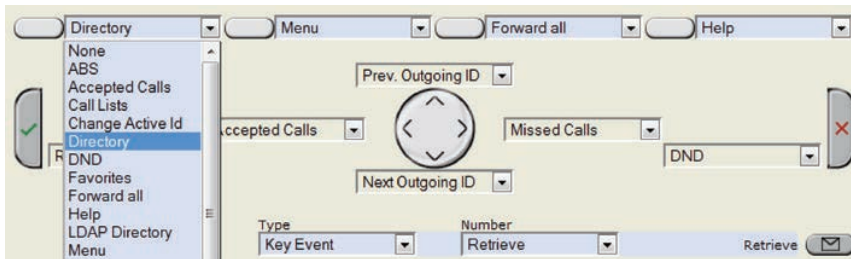 Directory Menu Forward all Help
None
ABS
Accepted Calls
Call Lists
Change Active Id
Directory
DND
Favorites
Forward all
Help
LDAP Directory
Menu
Prev. Outgoing ID
ccepted Calls Missed Calls
DND
Next Outgoing ID
Type Number
Key Event Retrieve Retrieve